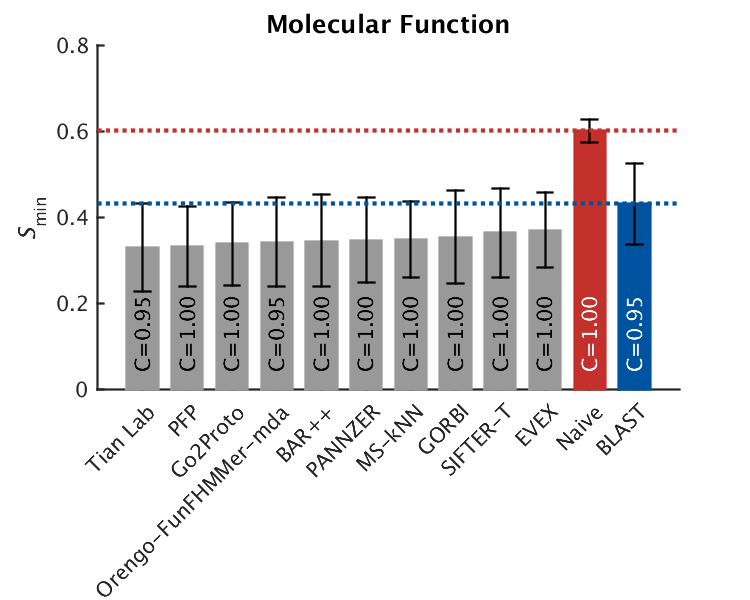 Molecular Function
0.8
0.6
0.4
0.2
0
Smin
C=0.95
C=1.00
C=1.00
C=0.95
C=1.00
C=1.00
C=1.00
C=1.00
C=1.00
C=1.00
C=1.00
C=0.95
Tian Lab
PFP
Go2Proto
Orengo-FunFHMMer-mda
BAR++
PANNZER
MS-kNN
GORBI
SIFTER-T
EVEX
Naive
BLAST